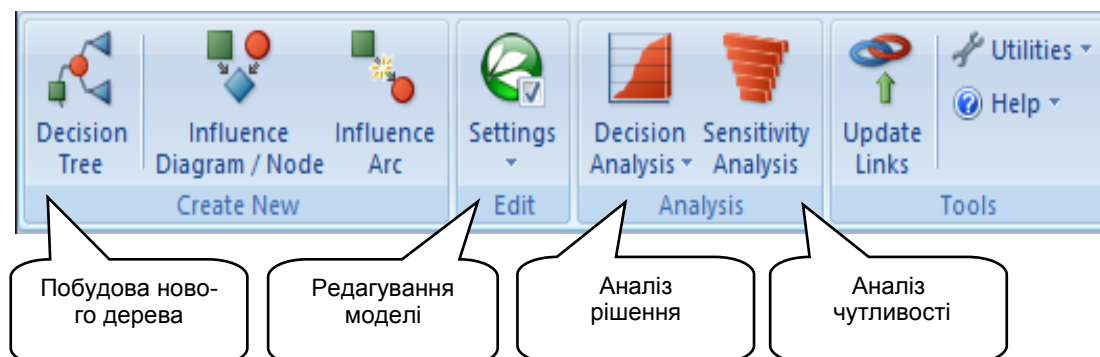 Decision
Tree
Influence
Diagram / Node
Influence
Arc
Create New
Settings
Edit
Decision
Analysis
Sensitivity
Analysis
Analysis
Update
Links
Utilities
Help
Tools
Побудова ново-
го дерева
Редагування
моделі
Аналіз
рішення
Аналіз
чутливості